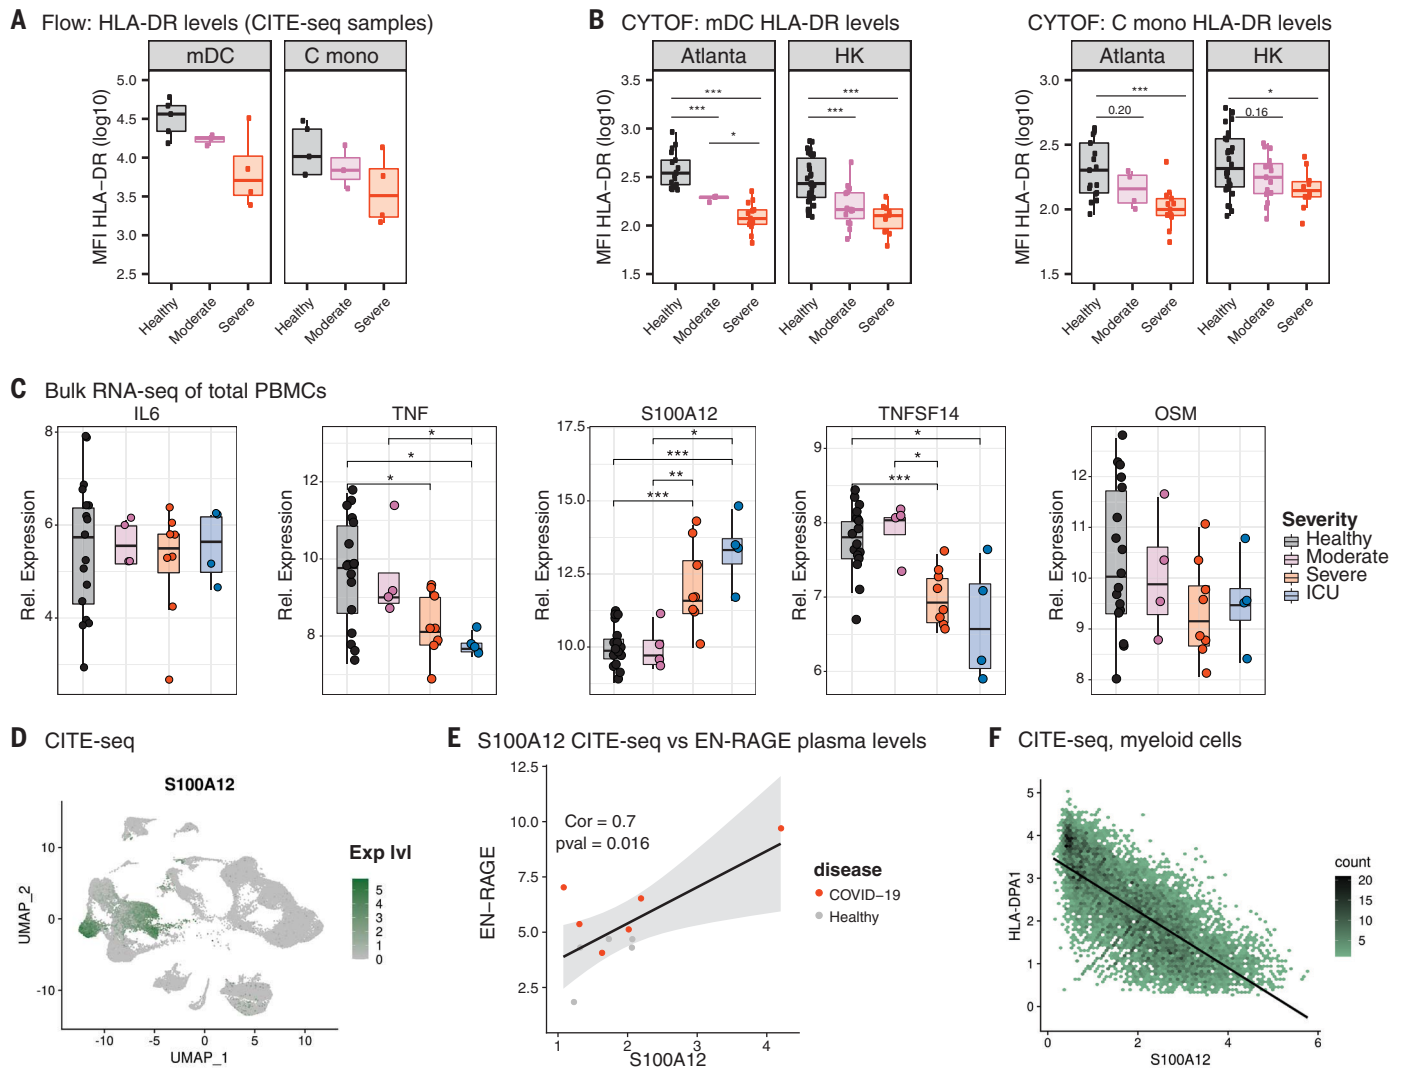 A Flow: HLA-DR levels (CITE-seq samples)
mDC
C mono
MFI HLA−DR (log10)
5.0
4.5
4.0
3.5
3.0
2.5
Healthy
Moderate
Severe
Healthy
Moderate
Severe
B CYTOF: mDC HLA-DR levels
Atlanta
HK
MFI HLA−DR (log10)
3.5
3.0
2.5
2.0
1.5
***
***
*
***
***
Healthy
Moderate
Severe
Healthy
Moderate
Severe
CYTOF: C mono HLA-DR levels
Atlanta
HK
MFI HLA−DR (log10)
3.0
2.5
2.0
1.5
***
0.20
*
0.16
Healthy
Moderate
Severe
Healthy
Moderate
Severe
C Bulk RNA-seq of total PBMCs
IL6
Rel. Expression
8
6
4
TNF
Rel. Expression
12
10
8
*
*
*
S100A12
Rel. Expression
17.5
15.0
12.5
10.0
*
***
**
***
TNFSF14
Rel. Expression
9
8
7
6
*
*
***
OSM
Rel. Expression
12
11
10
9
8
Severity
Healthy
Moderate
Severe
ICU
D CITE-seq
S100A12
UMAP_2
10
0
-10
-10
-5
0
5
10
UMAP_1
Exp lvl
5
4
3
2
1
0
E S100A12 CITE-seq vs EN-RAGE plasma levels
EN-RAGE
12.5
10.0
7.5
5.0
2.5
Cor = 0.7
pval = 0.016
1
2
3
4
S100A12
disease
COVID−19
Healthy
F CITE-seq, myeloid cells
HLA-DPA1
5
4
3
2
1
0
0
2
4
6
S100A12
count
20
15
10
5